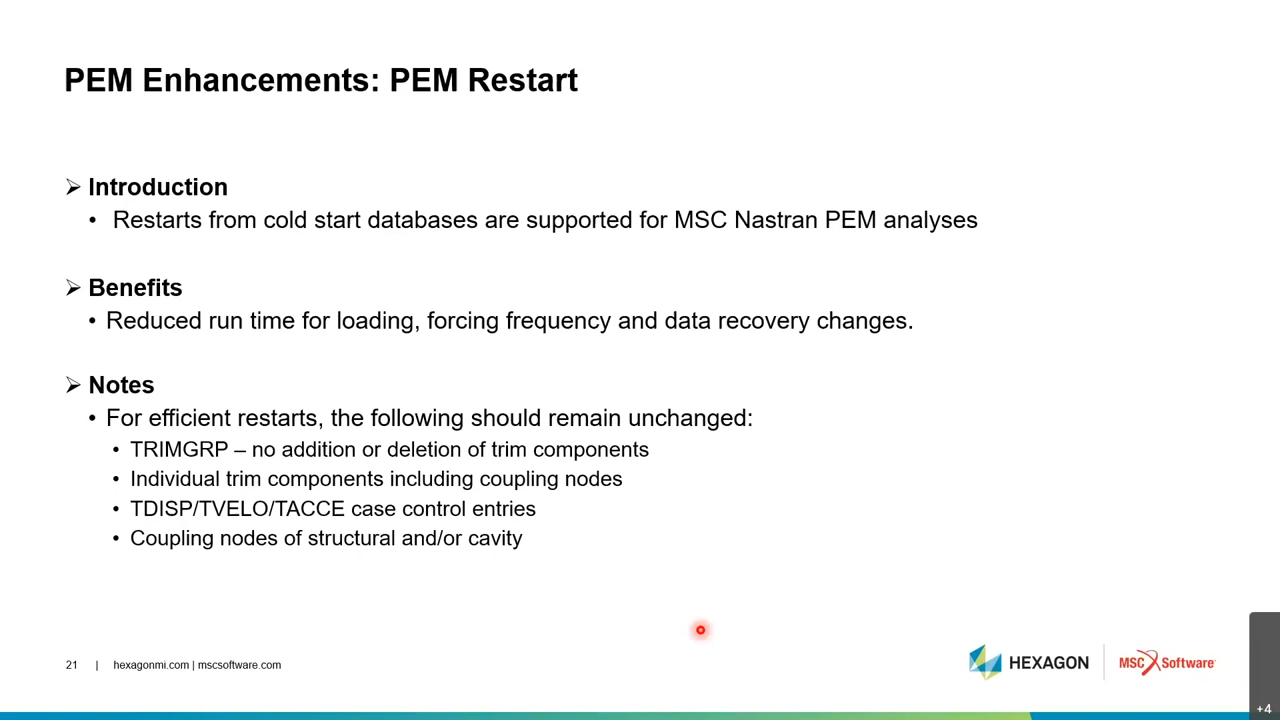 PEM Enhancements: PEM Restart
➢ Introduction
• Restarts from cold start databases are supported for MSC Nastran PEM analyses
➢ Benefits
• Reduced run time for loading, forcing frequency and data recovery changes.
➢ Notes
• For efficient restarts, the following should remain unchanged:
• TRIMGRP – no addition or deletion of trim components
• Individual trim components including coupling nodes
• TDISP/TVELO/TACCE case control entries
• Coupling nodes of structural and/or cavity
21 | hexagonmi.com | mscsoftware.com
HEXAGON
MSC Software
+4